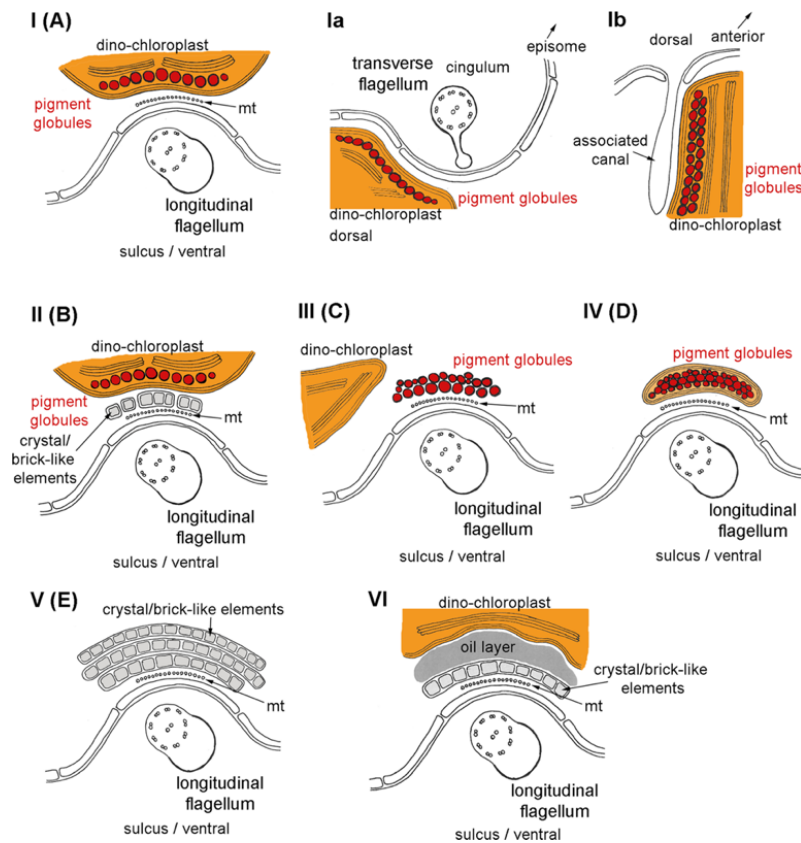 I (A)
dino-chloroplast
pigment
globules
mt
longitudinal
flagellum
sulcus / ventral
Ia
episome
transverse
flagellum
cingulum
pigment globules
dino-chloroplast
dorsal
Ib
dorsal
anterior
associated
canal
pigment
globules
dino-chloroplast
II (B)
dino-chloroplast
pigment
globules
crystal/
brick-like
elements
mt
longitudinal
flagellum
sulcus / ventral
III (C)
dino-chloroplast
pigment globules
mt
longitudinal
flagellum
sulcus / ventral
IV (D)
pigment globules
mt
longitudinal
flagellum
sulcus / ventral
V (E)
crystal/brick-like elements
mt
longitudinal
flagellum
sulcus / ventral
VI
dino-chloroplast
oil layer
crystal/brick-like
elements
mt
longitudinal
flagellum
sulcus / ventral